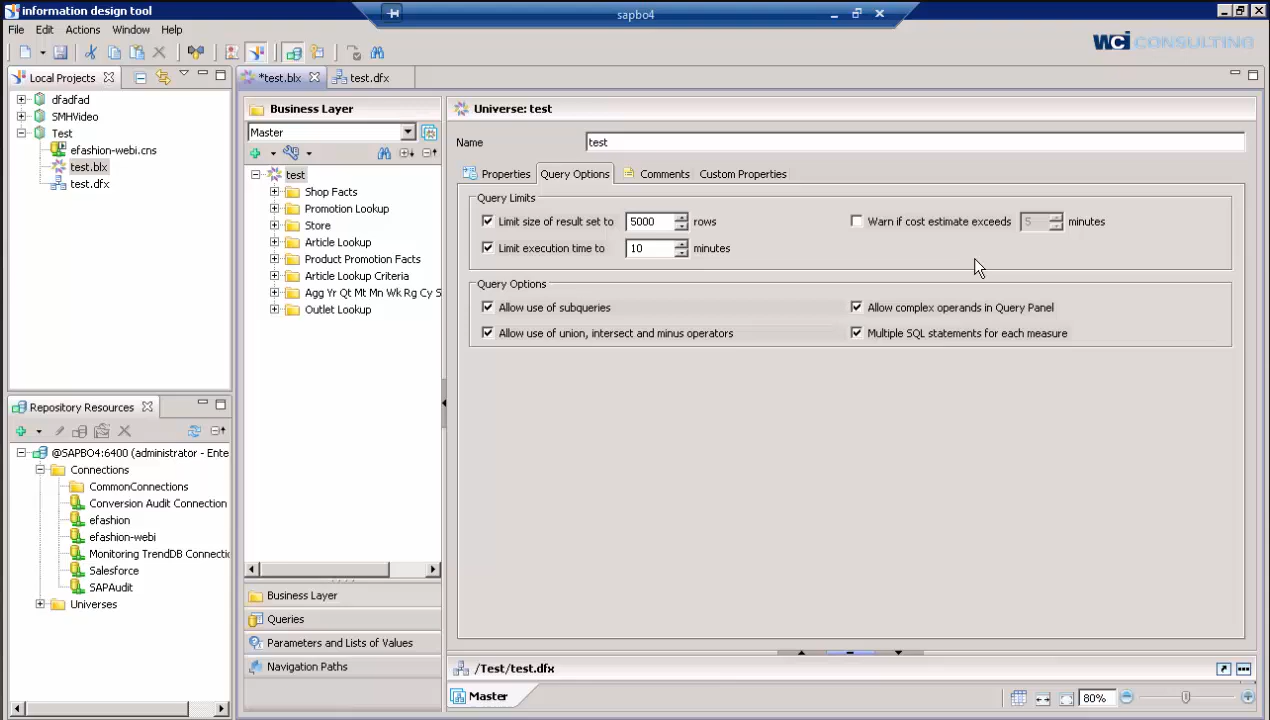 information design tool
sapbo4
File Edit Actions Window Help
WCI CONSULTING
Local Projects
dfadfad
SMHVideo
Test
efashion-webi.cns
test.blx
test.dfx
Repository Resources
@SAPBO4:6400 (administrator - Ente
Connections
CommonConnections
Conversion Audit Connection
efashion
efashion-webi
Monitoring TrendDB Connectic
Salesforce
SAPAudit
Universes
*test.blx
test.dfx
Business Layer
Master
test
Shop Facts
Promotion Lookup
Store
Article Lookup
Product Promotion Facts
Article Lookup Criteria
Agg Yr Qt Mt Mn Wk Rg Cy S
Outlet Lookup
Business Layer
Queries
Parameters and Lists of Values
Navigation Paths
Universe: test
Name test
Properties Query Options Comments Custom Properties
Query Limits
Limit size of result set to 5000 rows Warn if cost estimate exceeds 5 minutes
Limit execution time to 10 minutes
Query Options
Allow use of subqueries Allow complex operands in Query Panel
Allow use of union, intersect and minus operators Multiple SQL statements for each measure
/Test/test.dfx
Master
80%